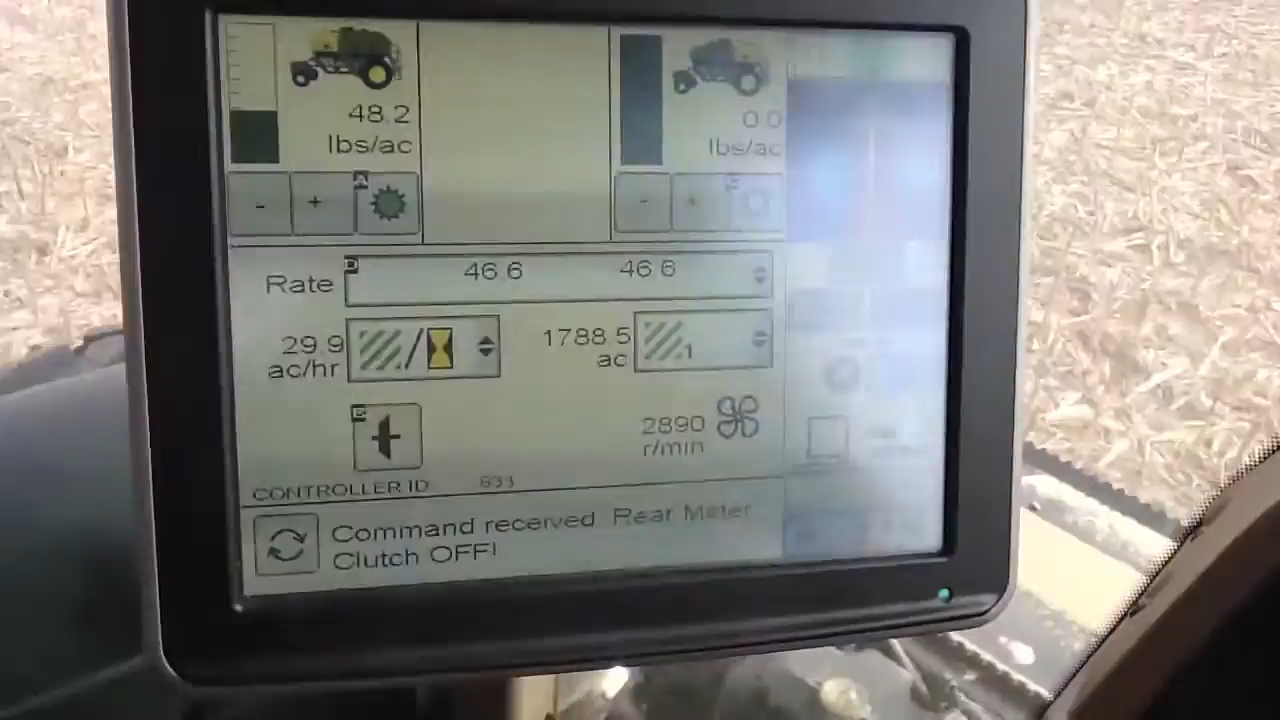 48.2
lbs/ac
0.0
lbs/ac
- + A
- + F
Rate D 46.6 46.6
29.9
ac/hr
1788.5
ac
1
2890
r/min
CONTROLLER ID 633
Command received Rear Meter
Clutch OFF!